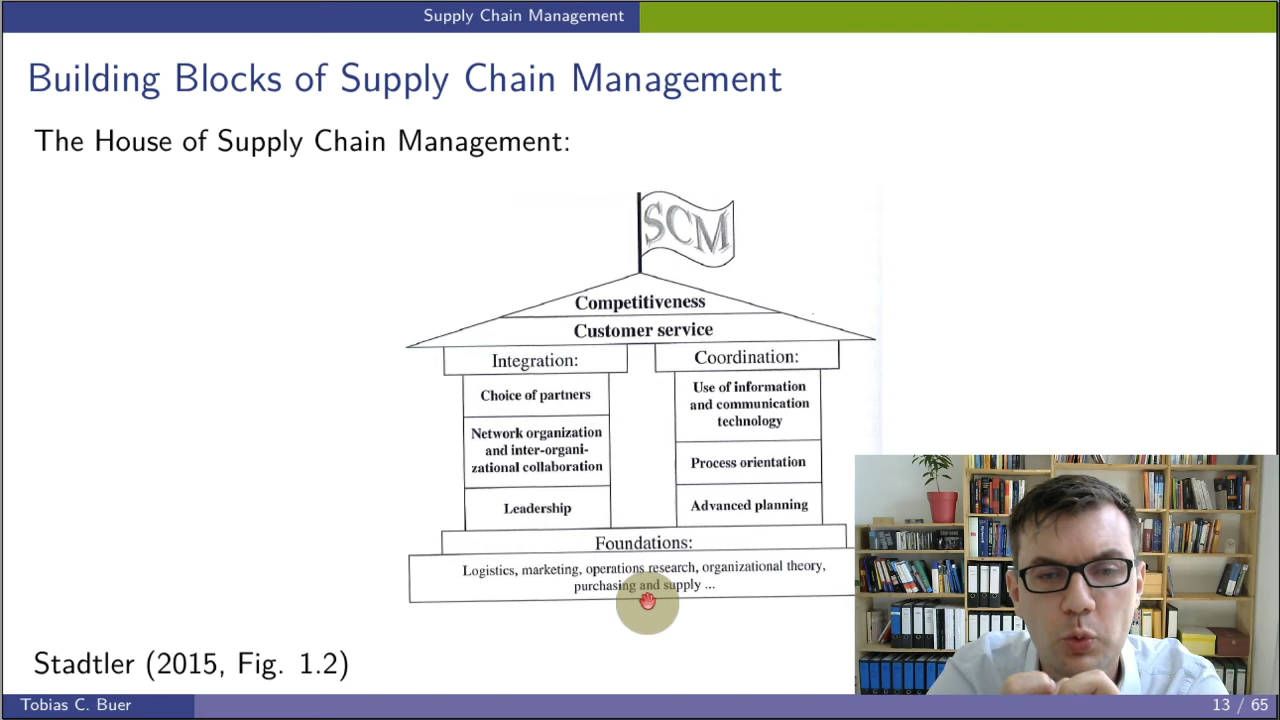 Supply Chain Management
Building Blocks of Supply Chain Management
The House of Supply Chain Management:
SCM
Competitiveness
Customer service
Integration:
Choice of partners
Network organization
and inter-organi-
zational collaboration
Leadership
Coordination:
Use of information
and communication
technology
Process orientation
Advanced planning
Foundations:
Logistics, marketing, operations research, organizational theory,
purchasing and supply ...
Stadtler (2015, Fig. 1.2)
Tobias C. Buer
13 / 65